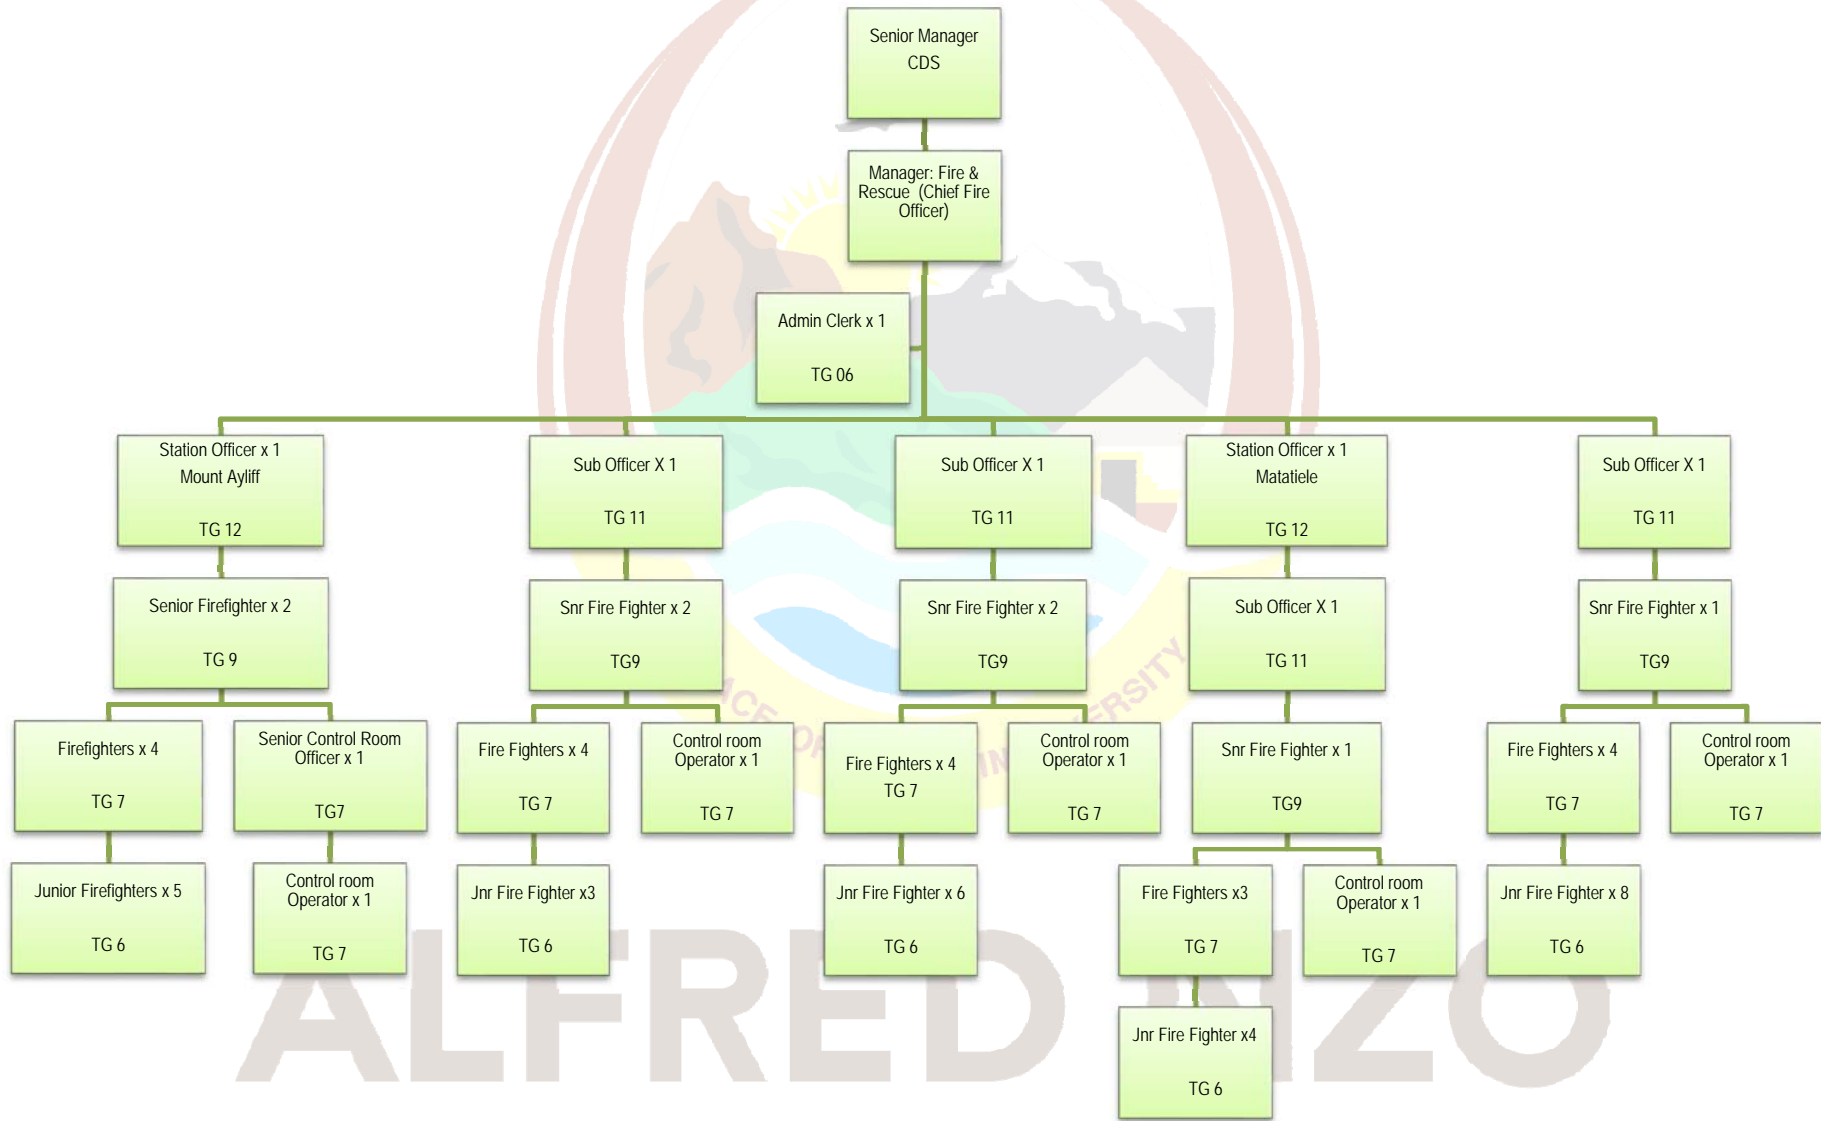 Senior Manager
CDS
Manager: Fire &
Rescue (Chief Fire
Officer)
Admin Clerk x 1
TG 06
Station Officer x 1
Mount Ayliff
TG 12
Sub Officer X 1
TG 11
Sub Officer X 1
TG 11
Station Officer x 1
Matatiele
TG 12
Sub Officer X 1
TG 11
Senior Firefighter x 2
TG 9
Snr Fire Fighter x 2
TG9
Snr Fire Fighter x 2
TG9
Sub Officer X 1
TG 11
Snr Fire Fighter x 1
TG9
Firefighters x 4
TG 7
Senior Control Room
Officer x 1
TG7
Fire Fighters x 4
TG 7
Control room
Operator x 1
TG 7
Fire Fighters x 4
TG 7
Control room
Operator x 1
TG 7
Snr Fire Fighter x 1
TG9
Fire Fighters x 4
TG 7
Control room
Operator x 1
TG 7
Junior Firefighters x 5
TG 6
Control room
Operator x 1
TG 7
Jnr Fire Fighter x3
TG 6
Jnr Fire Fighter x 6
TG 6
Fire Fighters x3
TG 7
Control room
Operator x 1
TG 7
Jnr Fire Fighter x 8
TG 6
Jnr Fire Fighter x4
TG 6
ALFRED NZO